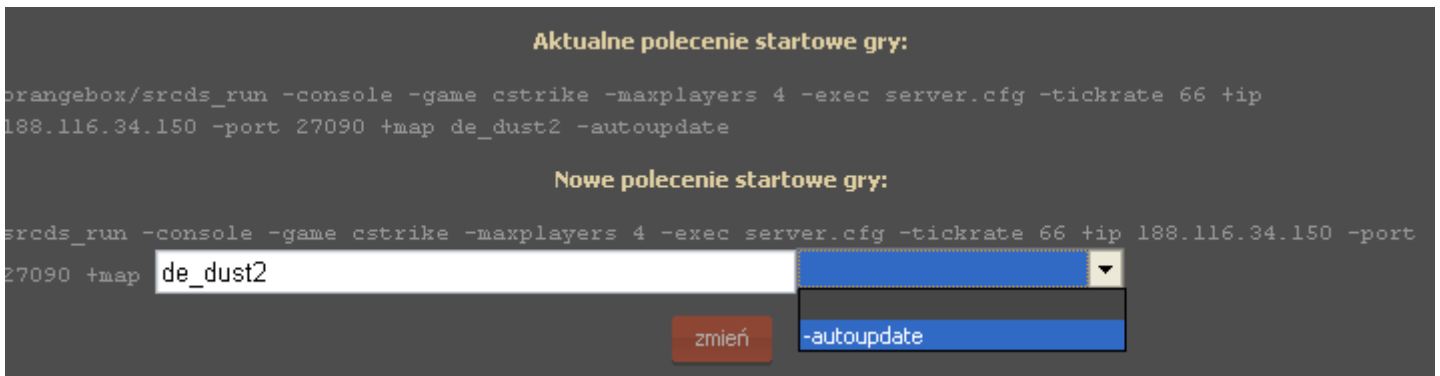 Aktualne polecenie startowe gry:
orangebox/srcds_run -console -game cstrike -maxplayers 4 -exec server.cfg -tickrate 66 +ip
188.116.34.150 -port 27090 +map de_dust2 -autoupdate
Nowe polecenie startowe gry:
srcds_run -console -game cstrike -maxplayers 4 -exec server.cfg -tickrate 66 +ip 188.116.34.150 -port
27090 +map de_dust2
zmień -autoupdate